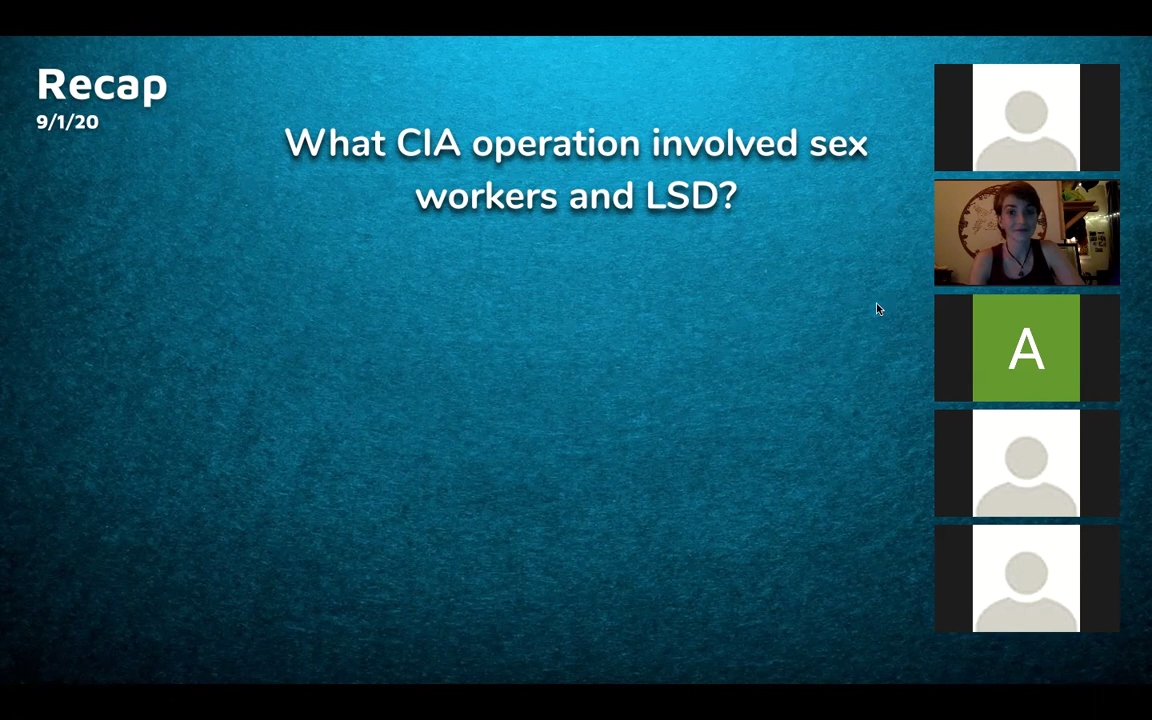 Recap
9/1/20
What CIA operation involved sex
workers and LSD?
A